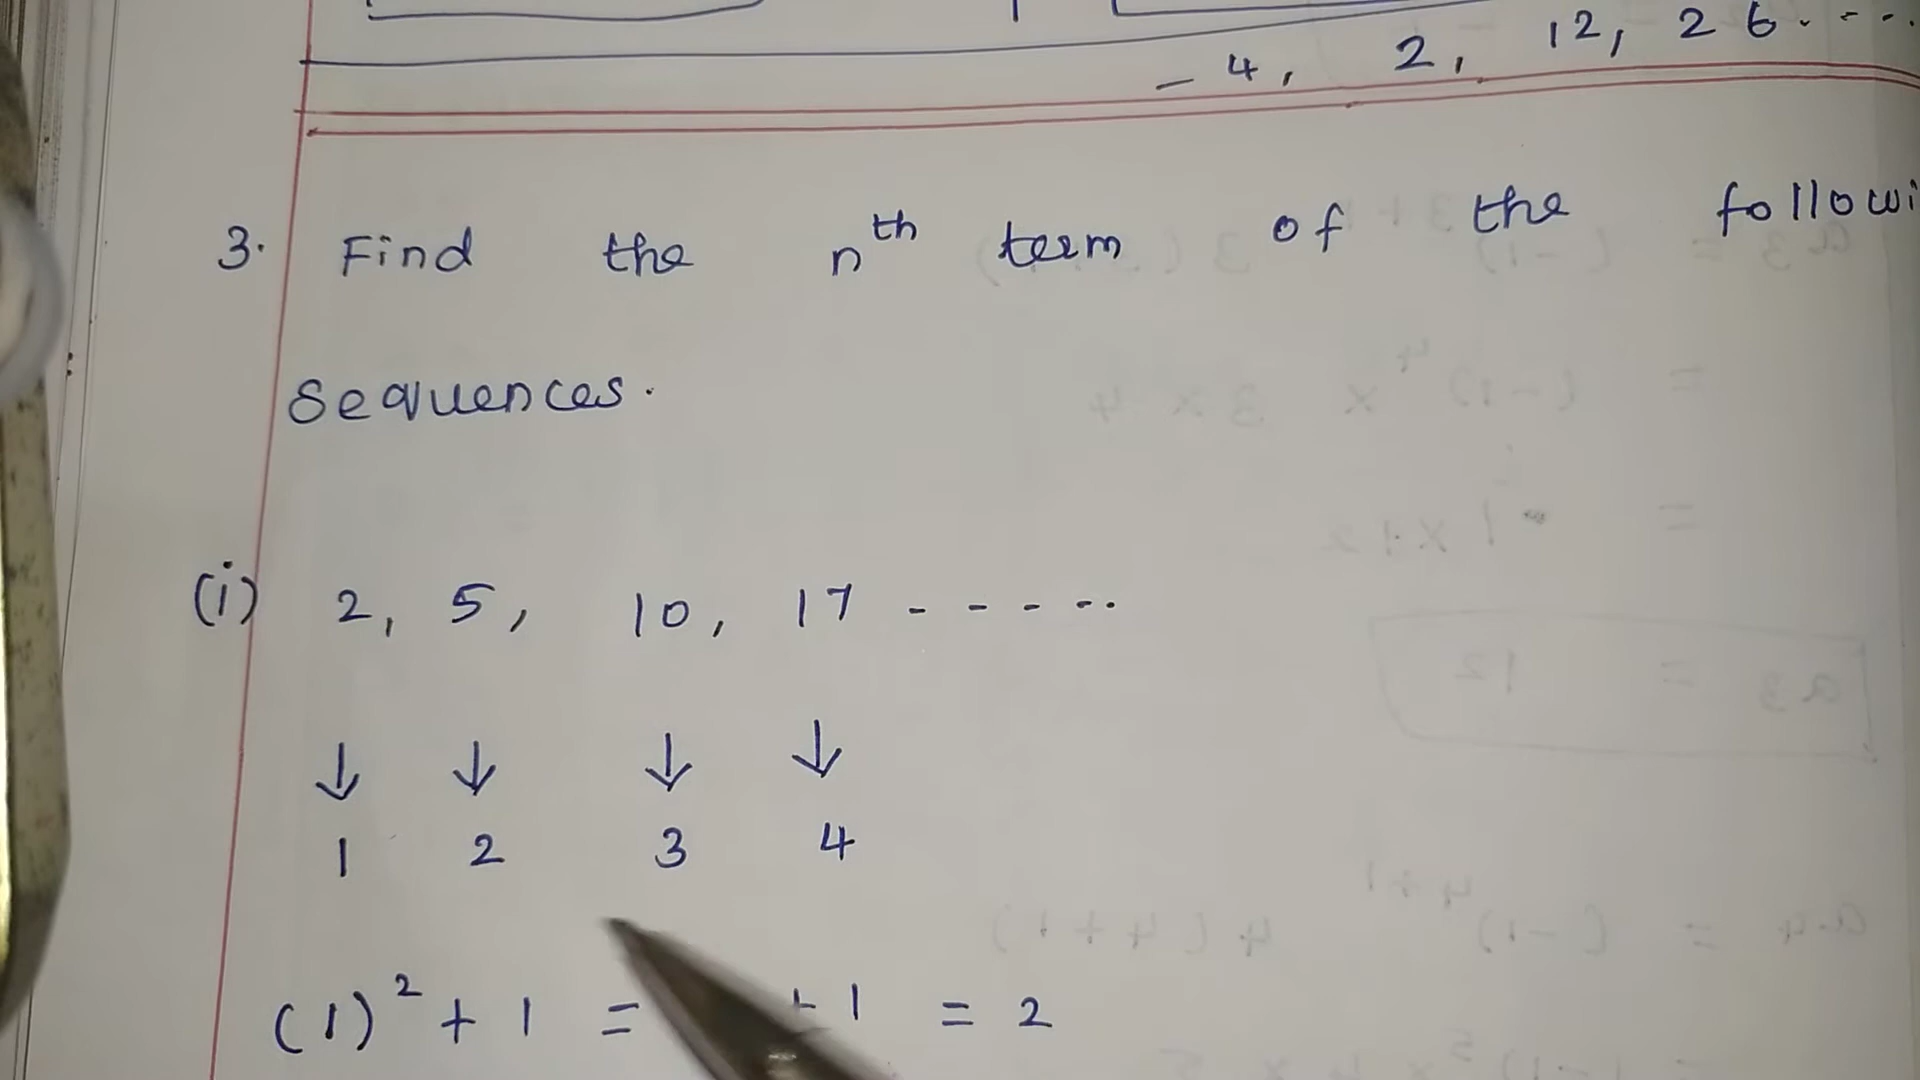 - 4, 2, 12, 26 ....
3. Find the nth term of the followi
sequences.
(i) 2, 5, 10, 17 - - - - ..
↓ ↓ ↓ ↓
1 2 3 4
(1)² + 1 = + 1 = 2